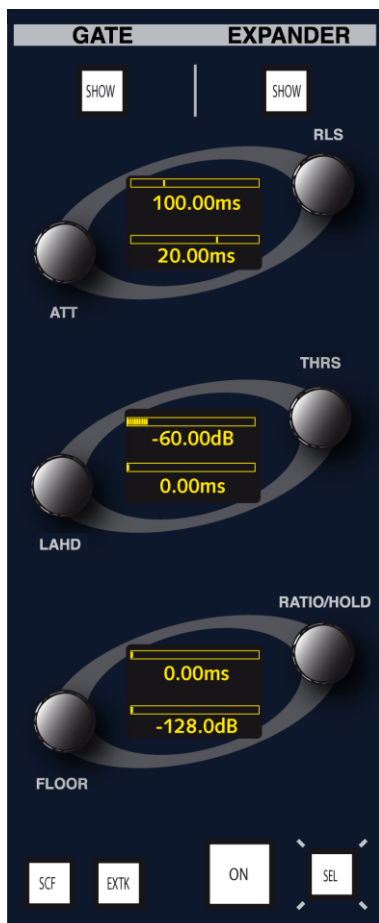 GATE EXPANDER
SHOW SHOW
RLS
100.00ms
20.00ms
ATT
THRS
-60.00dB
0.00ms
LAHD
RATIO/HOLD
0.00ms
-128.0dB
FLOOR
SCF EXTK ON SEL